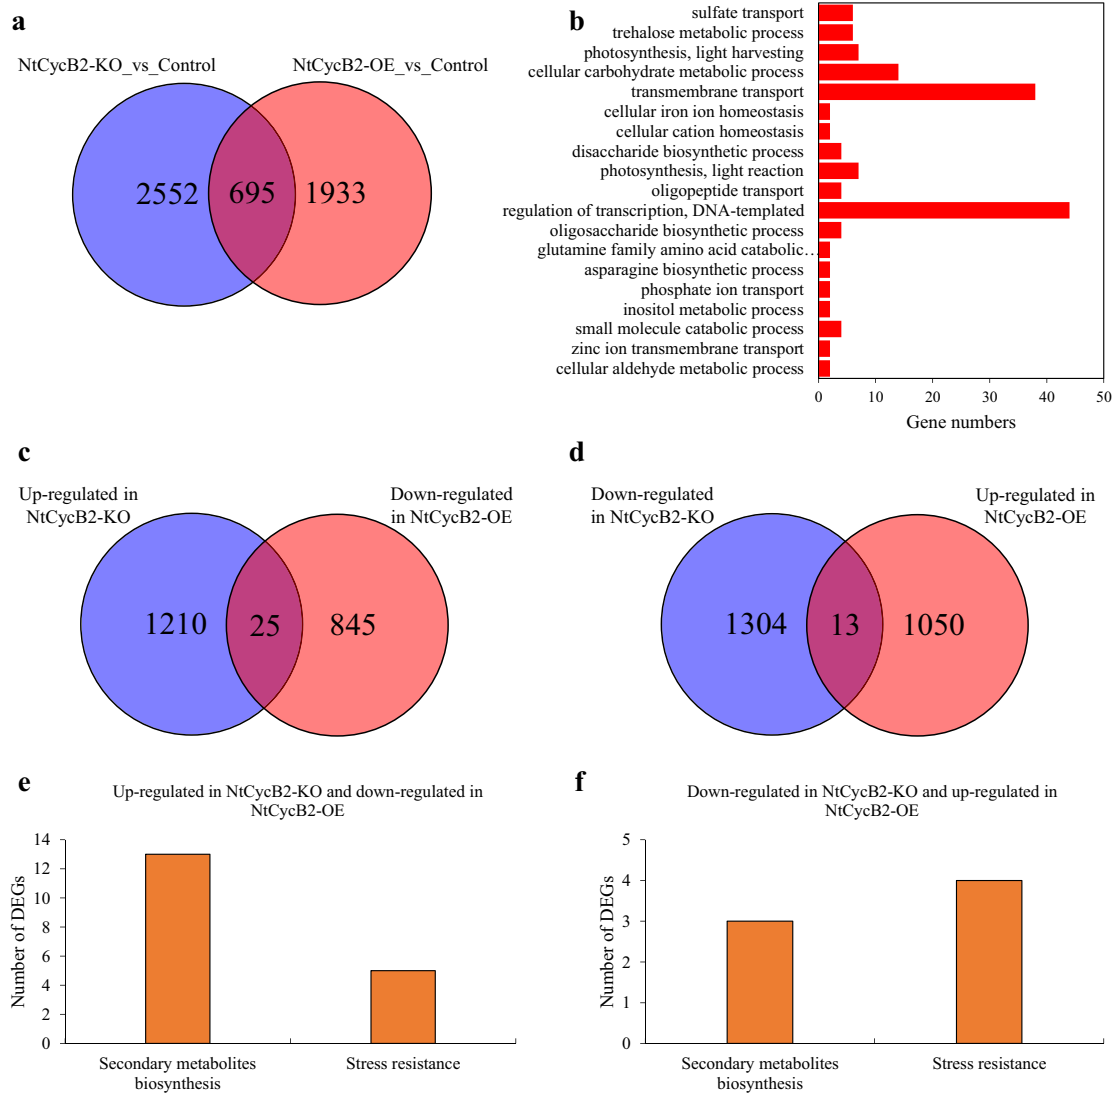 a
NtCycB2-KO_vs_Control
NtCycB2-OE_vs_Control
2552
695
1933
b
sulfate transport
trehalose metabolic process
photosynthesis, light harvesting
cellular carbohydrate metabolic process
transmembrane transport
cellular iron ion homeostasis
cellular cation homeostasis
disaccharide biosynthetic process
photosynthesis, light reaction
oligopeptide transport
regulation of transcription, DNA-templated
oligosaccharide biosynthetic process
glutamine family amino acid catabolic…
asparagine biosynthetic process
phosphate ion transport
inositol metabolic process
small molecule catabolic process
zinc ion transmembrane transport
cellular aldehyde metabolic process
0 10 20 30 40 50
Gene numbers
c
Up-regulated in
NtCycB2-KO
Down-regulated
in NtCycB2-OE
1210
25
845
d
Down-regulated
in NtCycB2-KO
Up-regulated in
NtCycB2-OE
1304
13
1050
e
Up-regulated in NtCycB2-KO and down-regulated in
NtCycB2-OE
Number of DEGs
14
12
10
8
6
4
2
0
Secondary metabolites
biosynthesis
Stress resistance
f
Down-regulated in NtCycB2-KO and up-regulated in
NtCycB2-OE
Number of DEGs
5
4
3
2
1
0
Secondary metabolites
biosynthesis
Stress resistance